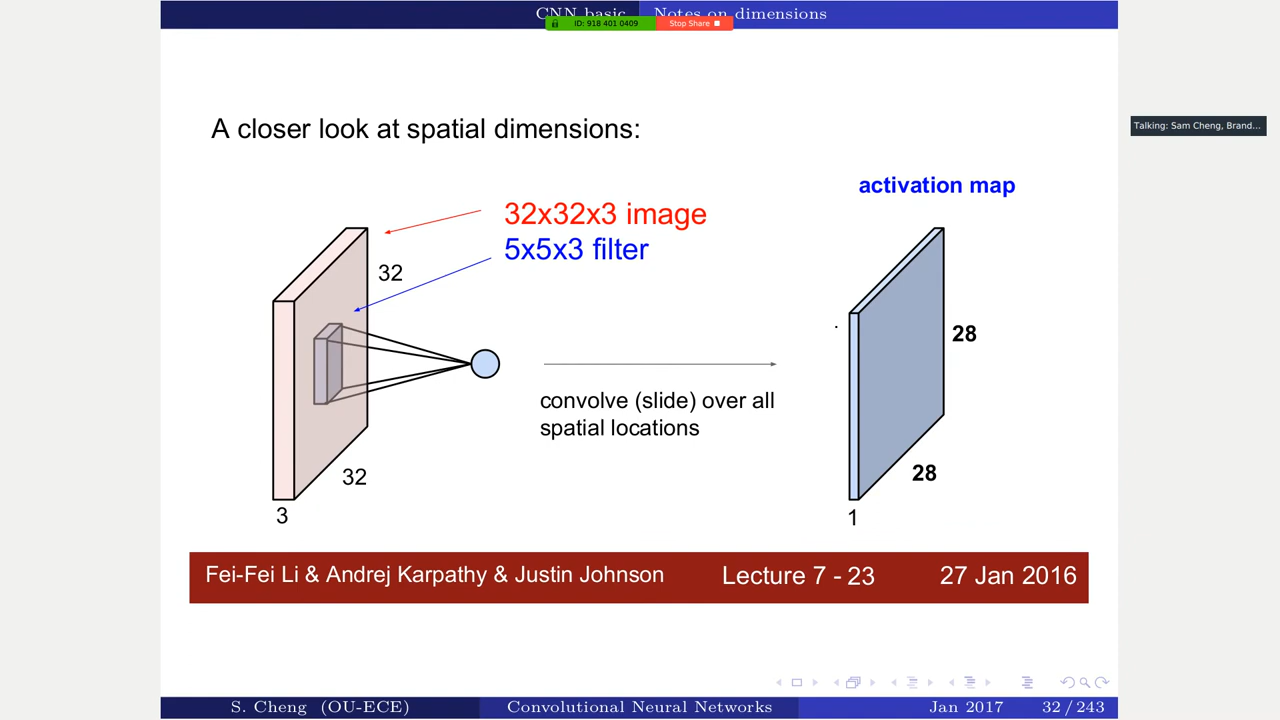 CNN basic Notes on dimensions
ID: 918 401 0409 Stop Share
Talking: Sam Cheng, Brand...
A closer look at spatial dimensions:
activation map
32x32x3 image
5x5x3 filter
32
28
convolve (slide) over all
spatial locations
32
28
3
1
Fei-Fei Li & Andrej Karpathy & Justin Johnson Lecture 7 - 23 27 Jan 2016
S. Cheng (OU-ECE) Convolutional Neural Networks Jan 2017 32 / 243